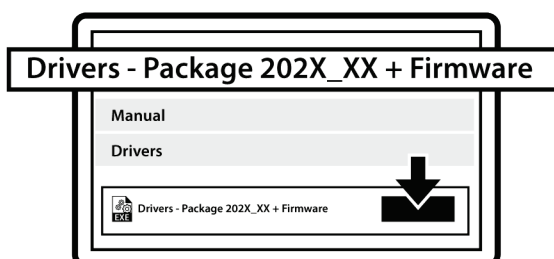 Drivers - Package 202X_XX + Firmware
Manual
Drivers
EXE Drivers - Package 202X_XX + Firmware